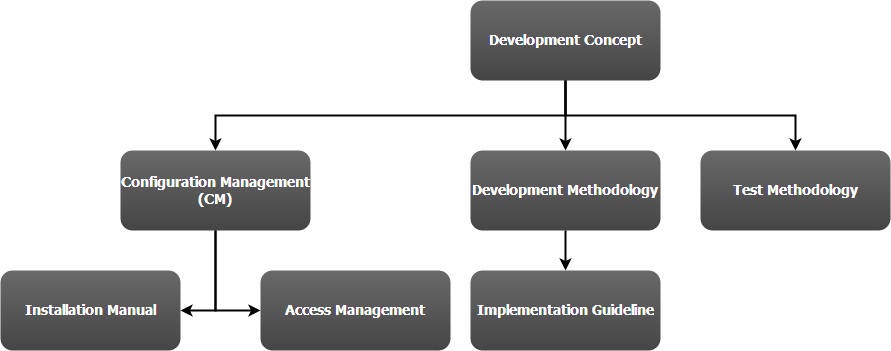 Development Concept
Configuration Management
(CM)
Development Methodology
Test Methodology
Installation Manual
Access Management
Implementation Guideline